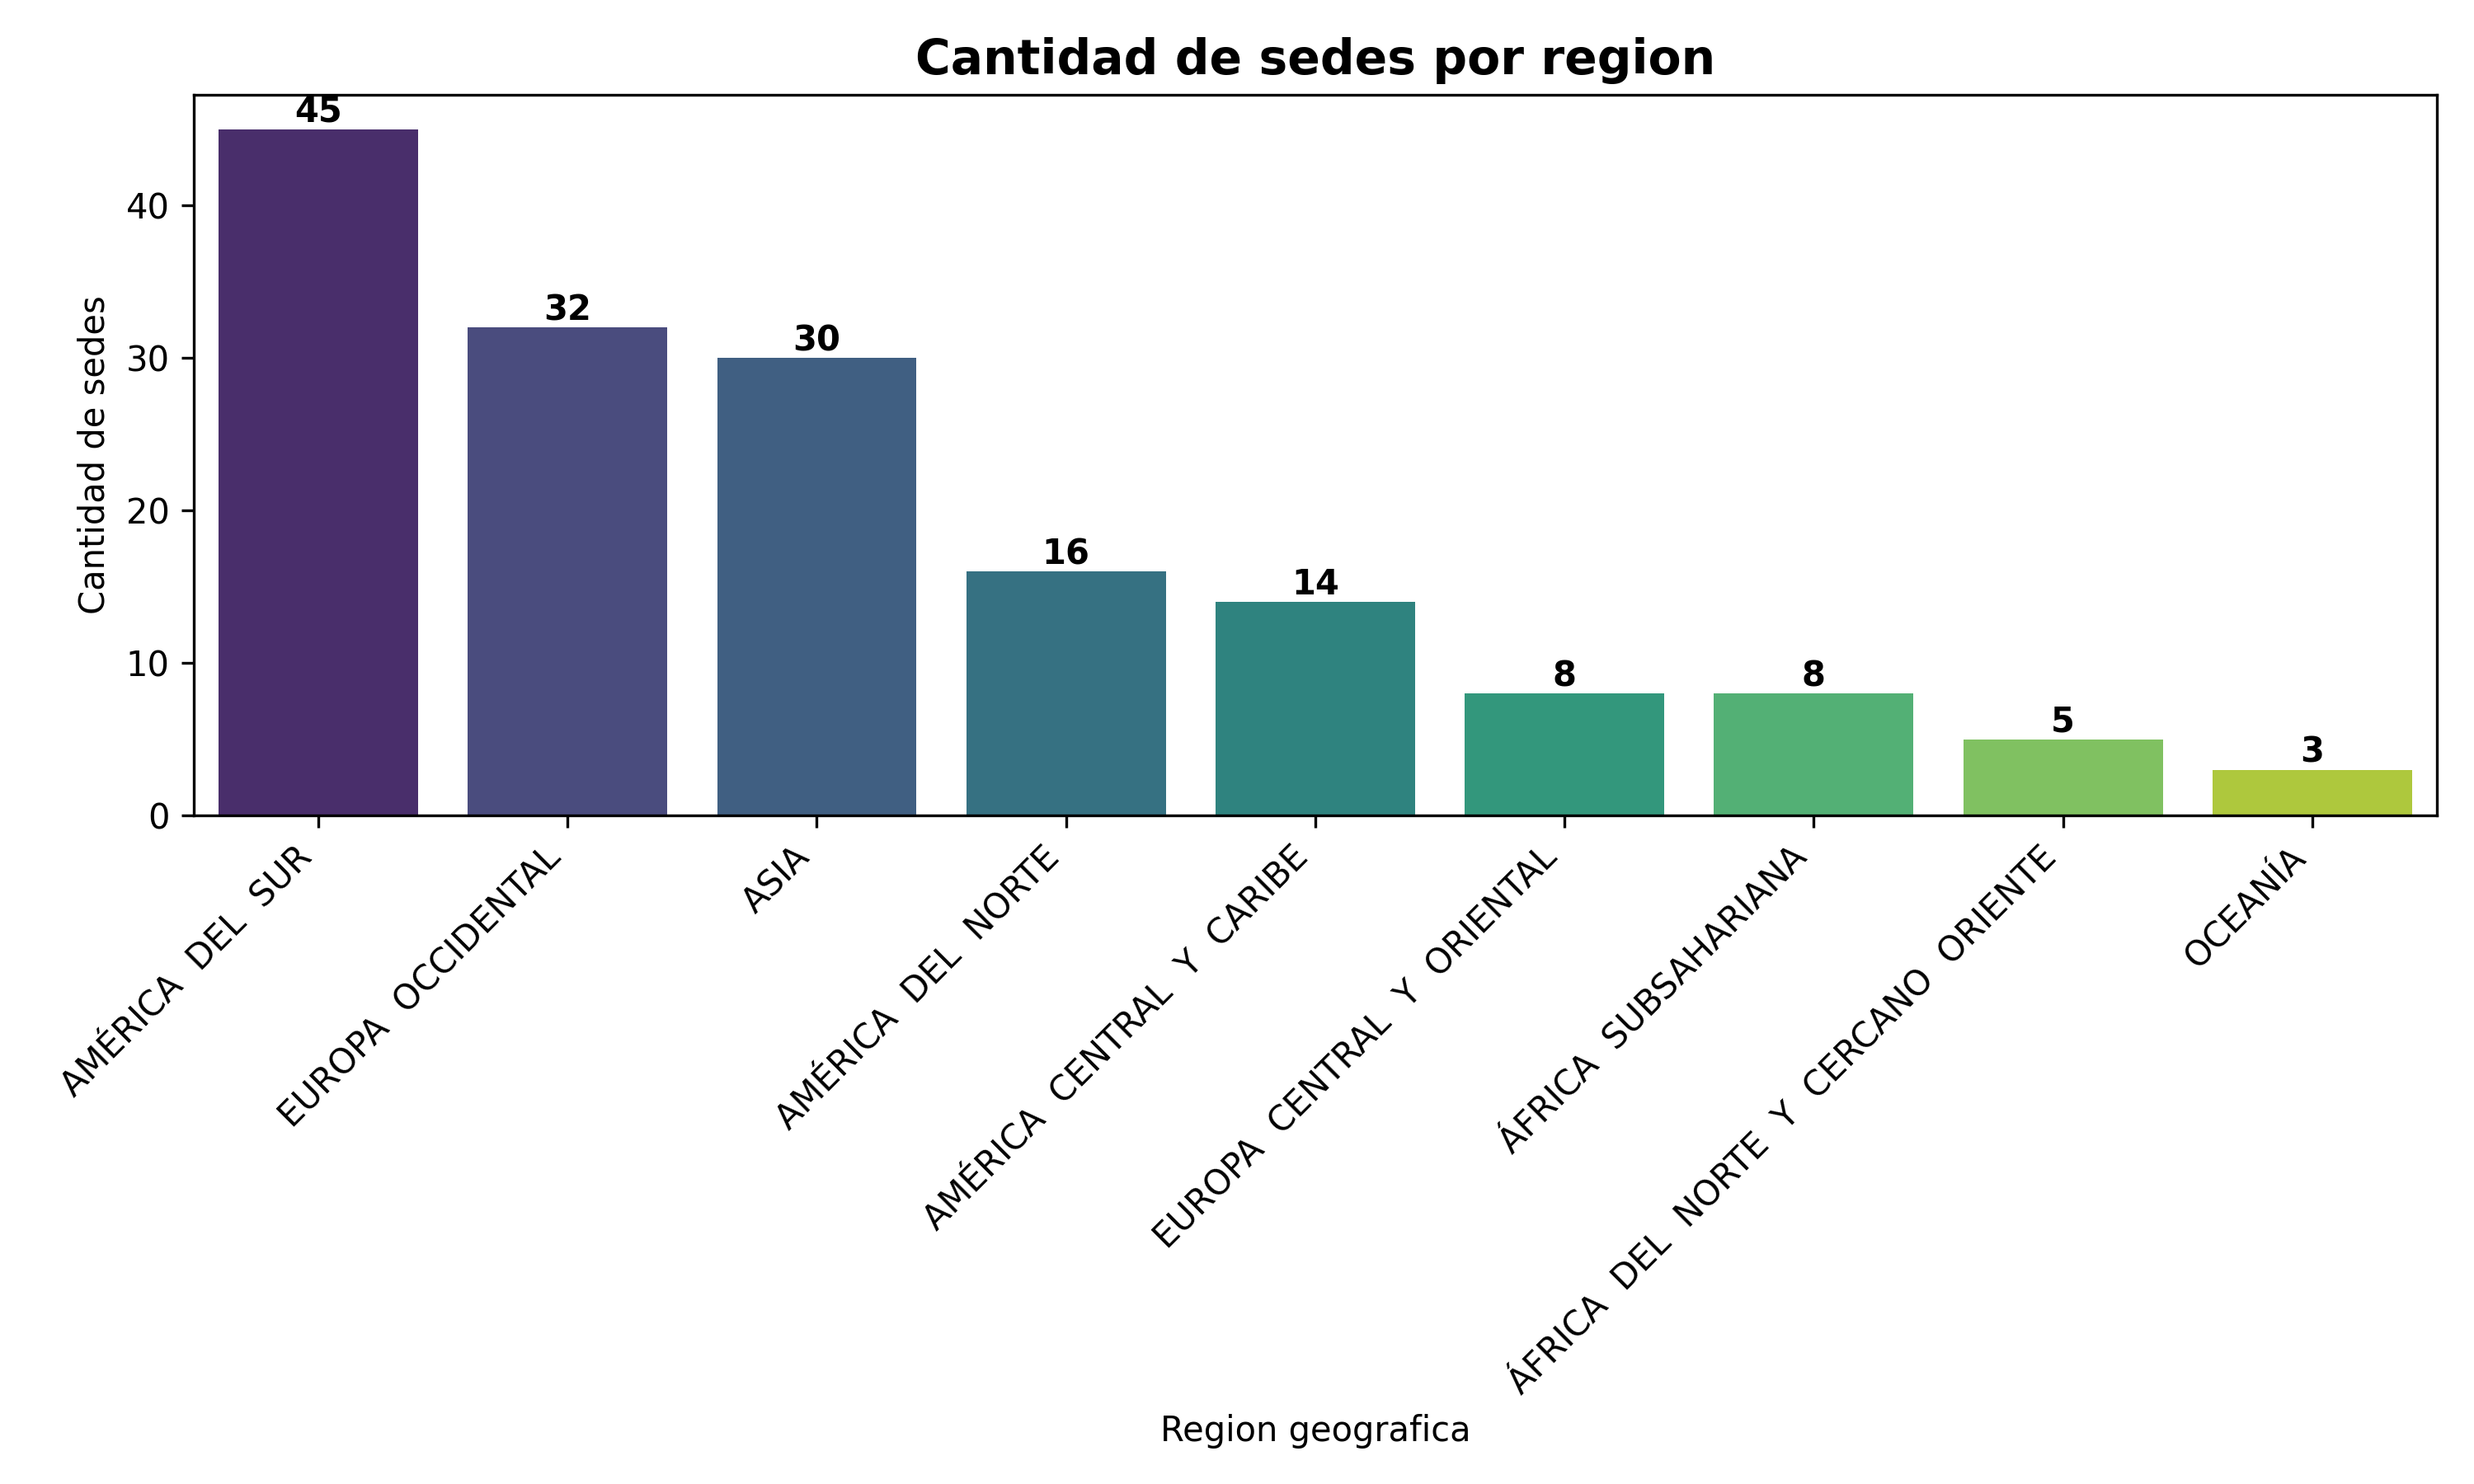 Cantidad de sedes por region
45
32
30
16
14
8
8
5
3
Cantidad de sedes
40
30
20
10
0
AMÉRICA DEL SUR
EUROPA OCCIDENTAL
ASIA
AMÉRICA DEL NORTE
AMÉRICA CENTRAL Y CARIBE
EUROPA CENTRAL Y ORIENTAL
ÁFRICA SUBSAHARIANA
ÁFRICA DEL NORTE Y CERCANO ORIENTE
OCEANÍA
Region geografica